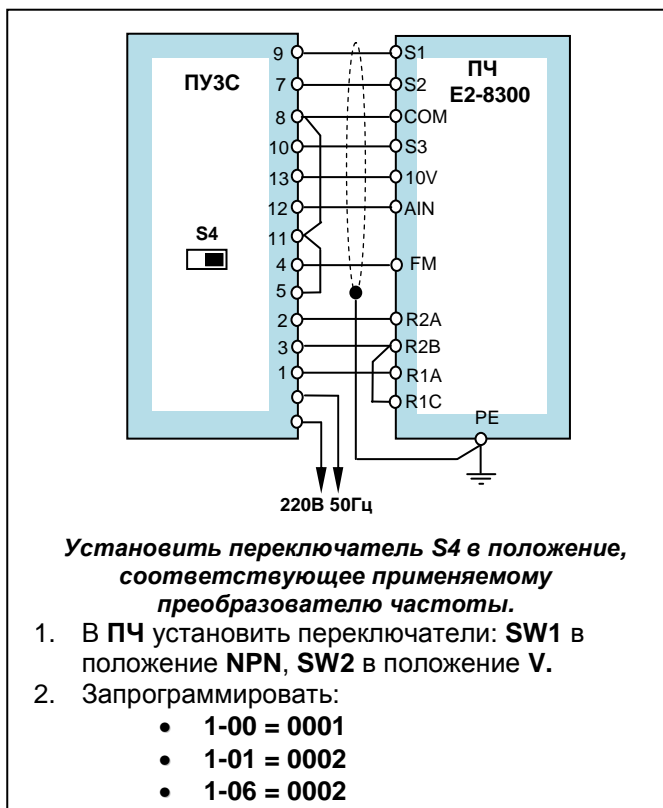 9 S1
ПУ3С ПЧ
7 S2 Е2-8300
8 COM
10 S3
13 10V
12 AIN
S4 11
4 FM
5
2 R2A
3 R2B
1 R1A
R1C
PE
220В 50Гц
Установить переключатель S4 в положение,
соответствующее применяемому
преобразователю частоты.
1. В ПЧ установить переключатели: SW1 в
положение NPN, SW2 в положение V.
2. Запрограммировать:
• 1-00 = 0001
• 1-01 = 0002
• 1-06 = 0002